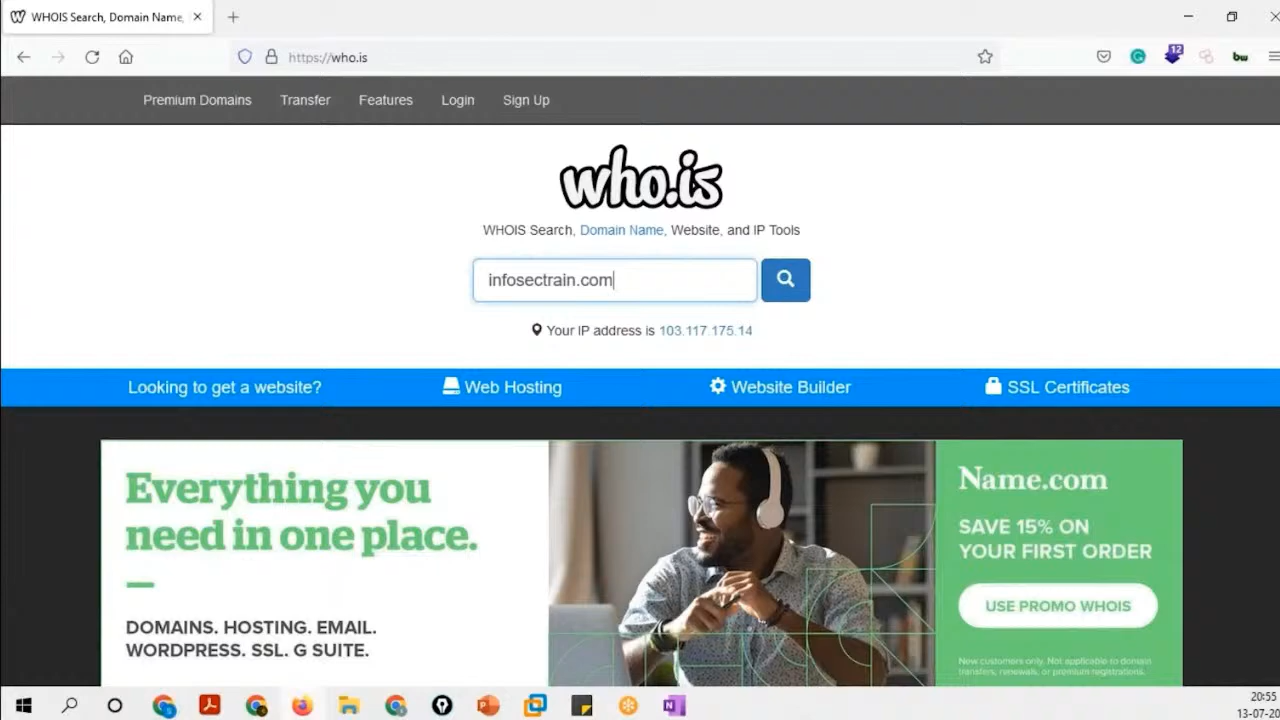 WHOIS Search, Domain Name,
https://who.is
12
bw
Premium Domains Transfer Features Login Sign Up
who.is
WHOIS Search, Domain Name, Website, and IP Tools
infosectrain.com
Your IP address is 103.117.175.14
Looking to get a website? Web Hosting Website Builder SSL Certificates
Everything you
need in one place.
DOMAINS. HOSTING. EMAIL.
WORDPRESS. SSL. G SUITE.
Name.com
SAVE 15% ON
YOUR FIRST ORDER
USE PROMO WHOIS
New customers only. Not applicable to domain
transfers, renewals, or premium registrations.
20:55
13-07-20